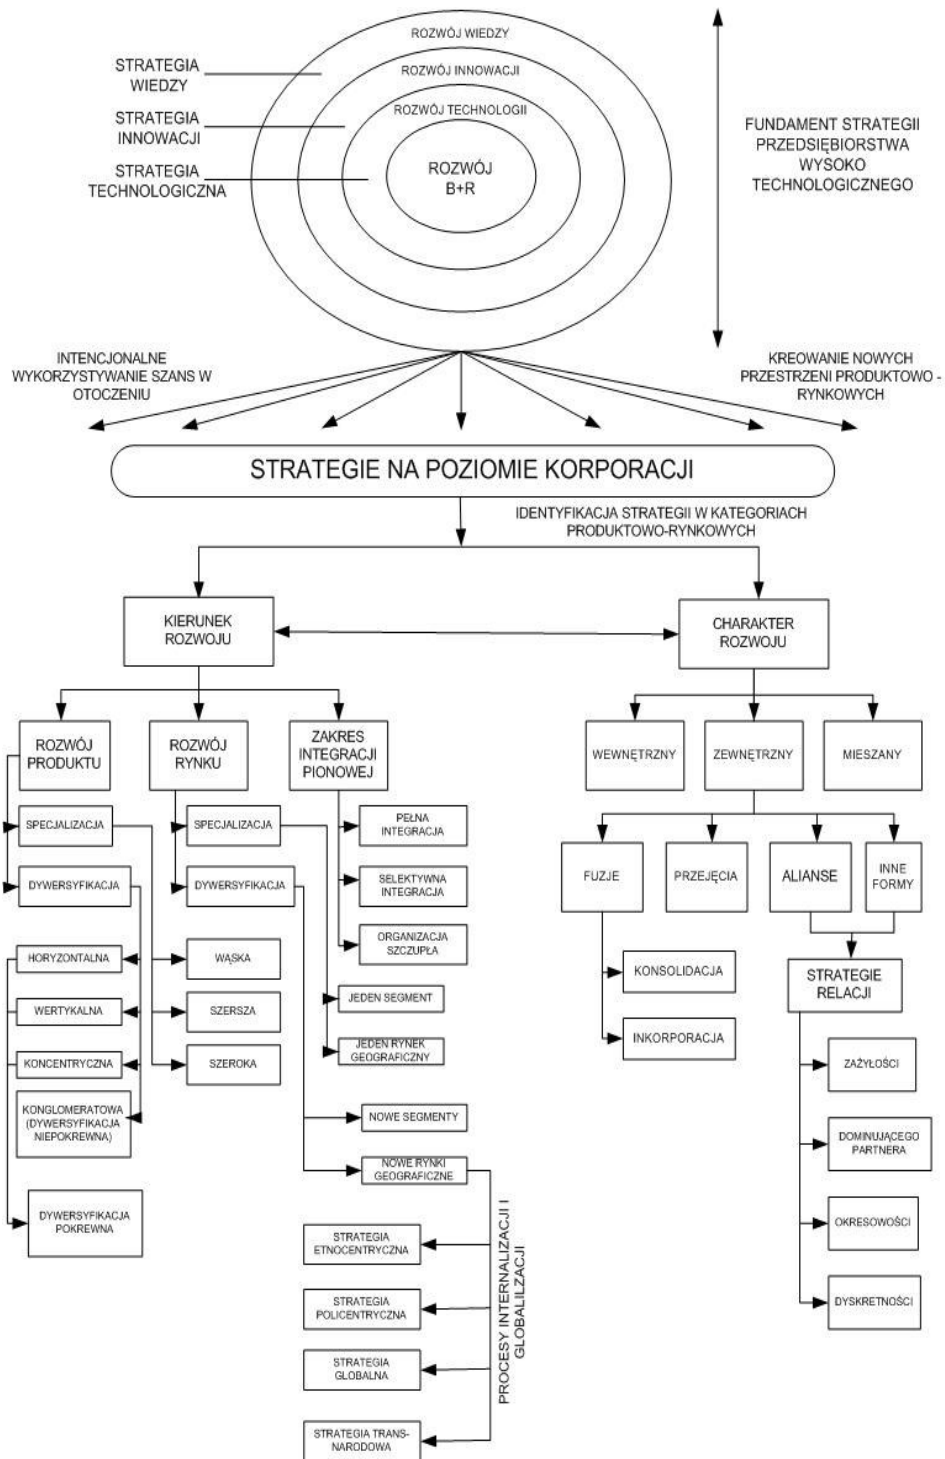 ROZWÓJ WIEDZY
ROZWÓJ INNOWACJI
ROZWÓJ TECHNOLOGII
ROZWÓJ
B+R
STRATEGIA
WIEDZY
STRATEGIA
INNOWACJI
STRATEGIA
TECHNOLOGICZNA
FUNDAMENT STRATEGII
PRZEDSIĘBIORSTWA
WYSOKO
TECHNOLOGICZNEGO
INTENCJONALNE
WYKORZYSTYWANIE SZANS W
OTOCZENIU
KREOWANIE NOWYCH
PRZESTRZENI PRODUKTOWO -
RYNKOWYCH
STRATEGIE NA POZIOMIE KORPORACJI
IDENTYFIKACJA STRATEGII W KATEGORIACH
PRODUKTOWO-RYNKOWYCH
KIERUNEK
ROZWOJU
CHARAKTER
ROZWOJU
ROZWÓJ
PRODUKTU
ROZWÓJ
RYNKU
ZAKRES
INTEGRACJI
PIONOWEJ
WEWNĘTRZNY
ZEWNĘTRZNY
MIESZANY
SPECJALIZACJA
DYWERSYFIKACJA
HORYZONTALNA
WERTYKALNA
KONCENTRYCZNA
KONGLOMERATOWA
(DYWERSYFIKACJA
NIEPOKREWNA)
DYWERSYFIKACJA
POKREWNA
WĄSKA
SZERSZA
SZEROKA
SPECJALIZACJA
DYWERSYFIKACJA
PEŁNA
INTEGRACJA
SELEKTYWNA
INTEGRACJA
ORGANIZACJA
SZCZUPŁA
JEDEN SEGMENT
JEDEN RYNEK
GEOGRAFICZNY
NOWE SEGMENTY
NOWE RYNKI
GEOGRAFICZNE
STRATEGIA
ETNOCENTRYCZNA
STRATEGIA
POLICENTRYCZNA
STRATEGIA
GLOBALNA
STRATEGIA TRANS-
NARODOWA
PROCESY INTERNALIZACJI I
GLOBALILZACJI
FUZJE
PRZEJĘCIA
ALIANSE
INNE
FORMY
KONSOLIDACJA
INKORPORACJA
STRATEGIE
RELACJI
ZAŻYŁOŚCI
DOMINUJĄCEGO
PARTNERA
OKRESOWOŚCI
DYSKRETNOŚCI